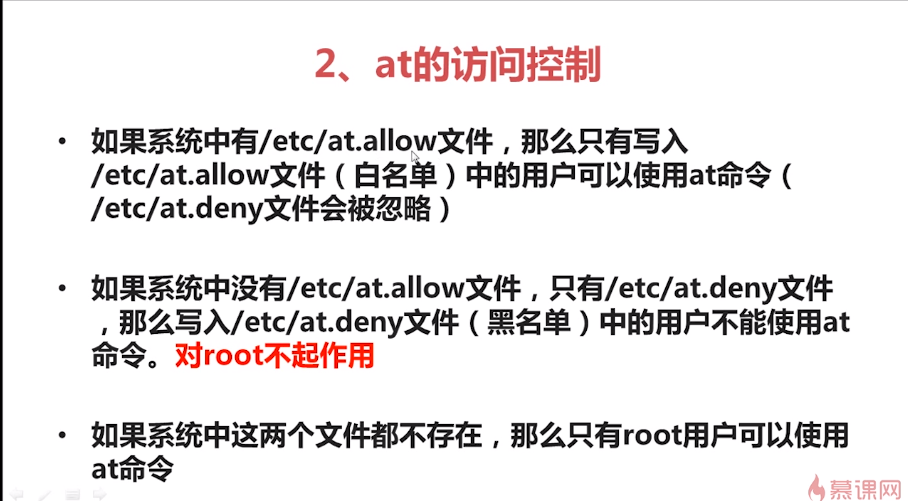 2、at的访问控制
• 如果系统中有/etc/at.allow文件，那么只有写入
/etc/at.allow文件（白名单）中的用户可以使用at命令（
/etc/at.deny文件会被忽略）
• 如果系统中没有/etc/at.allow文件，只有/etc/at.deny文件
，那么写入/etc/at.deny文件（黑名单）中的用户不能使用at
命令。对root不起作用
• 如果系统中这两个文件都不存在，那么只有root用户可以使用
at命令
慕课网